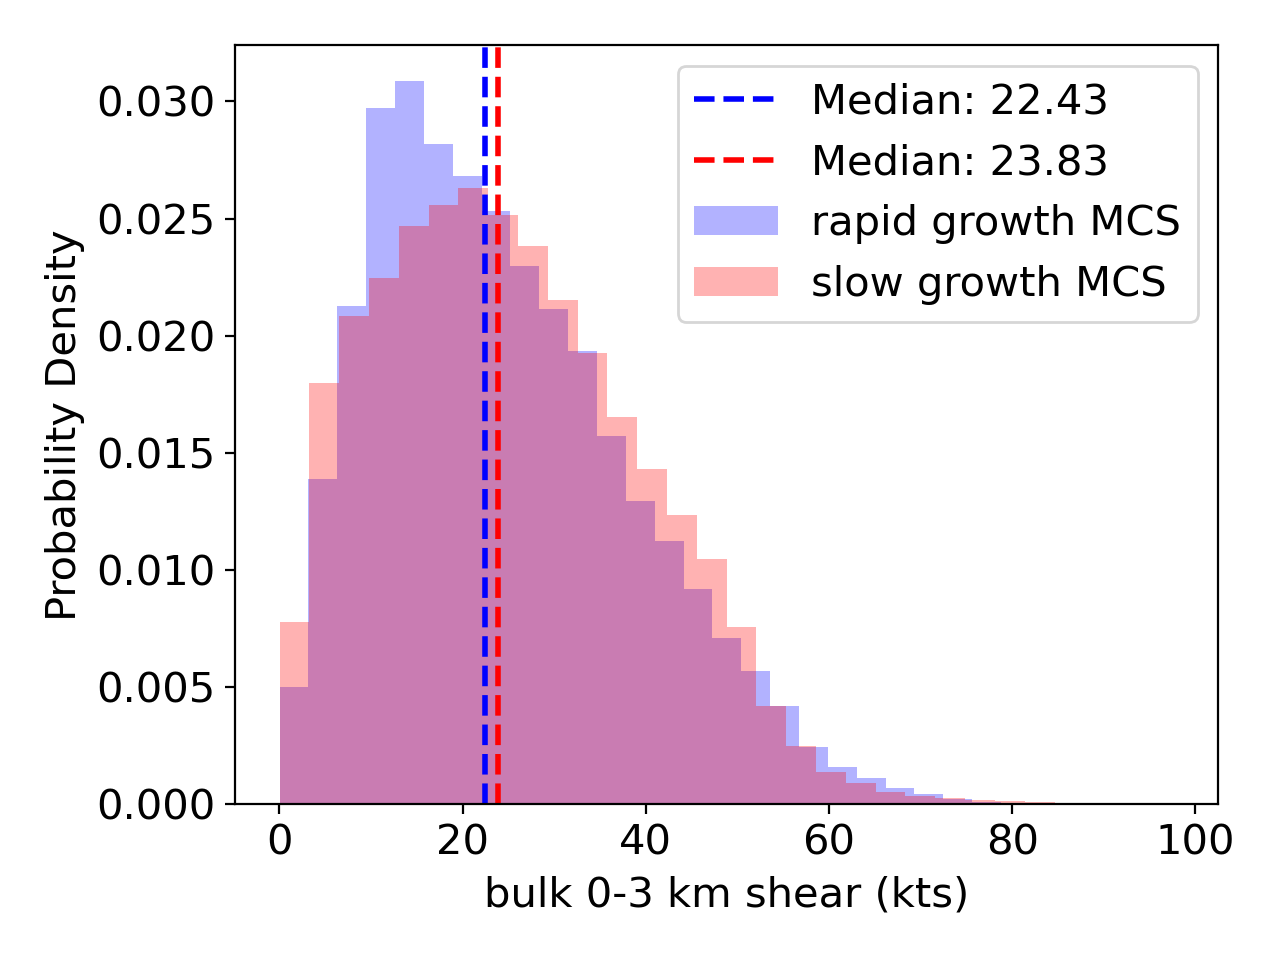 0.030
0.025
0.020
0.015
0.010
0.005
0.000
Probability Density
Median: 22.43
Median: 23.83
rapid growth MCS
slow growth MCS
0 20 40 60 80 100
bulk 0-3 km shear (kts)